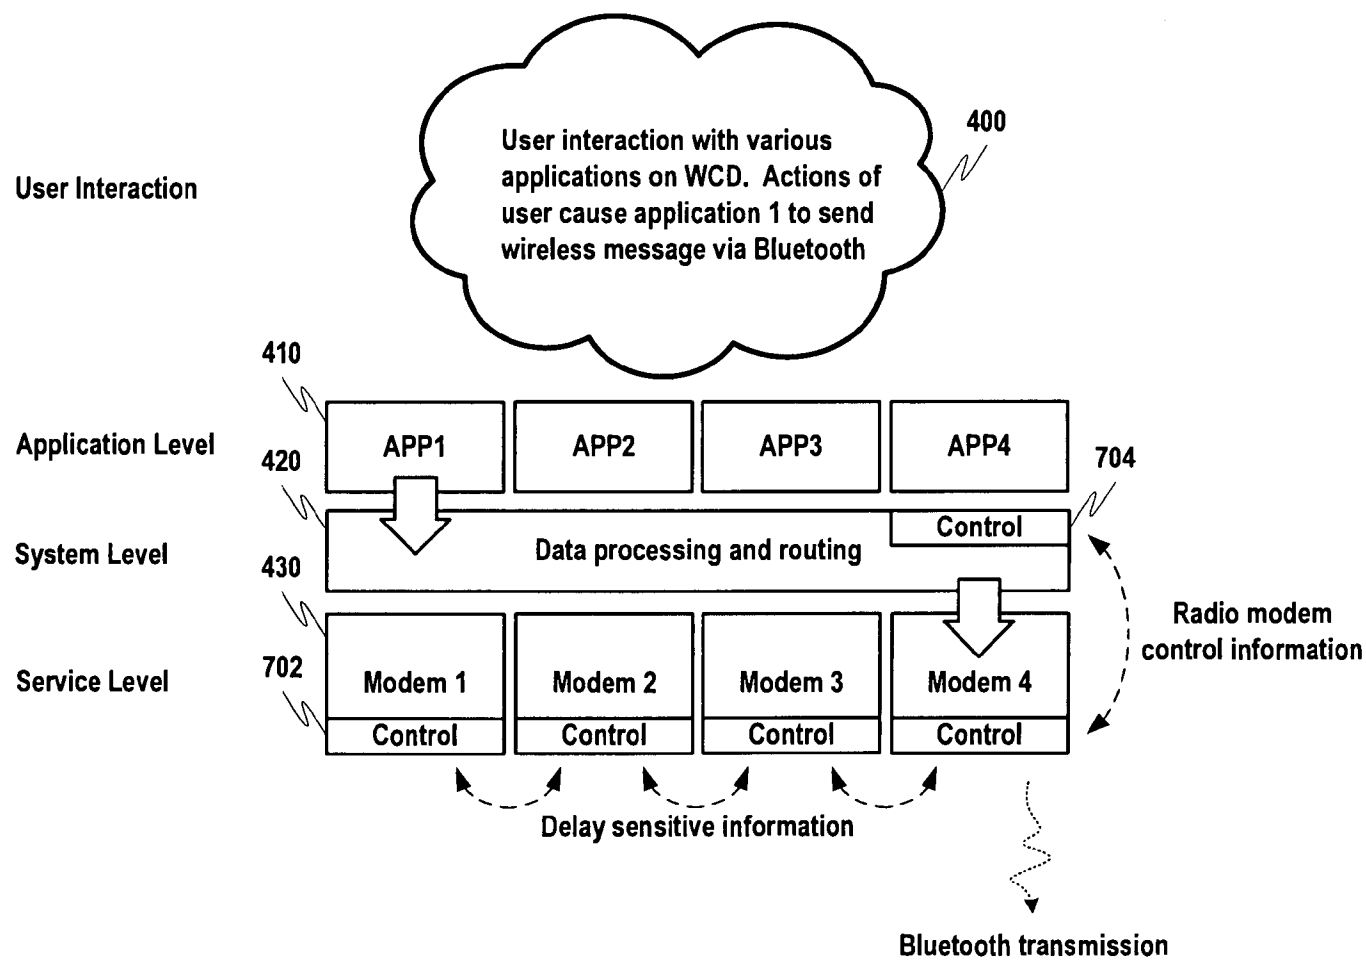 400
User interaction with various
applications on WCD. Actions of
user cause application 1 to send
wireless message via Bluetooth
User Interaction
410
Application Level
APP1
APP2
APP3
APP4
420
704
Control
System Level
Data processing and routing
430
Radio modem
control information
702
Service Level
Modem 1
Modem 2
Modem 3
Modem 4
Control
Control
Control
Control
Delay sensitive information
Bluetooth transmission